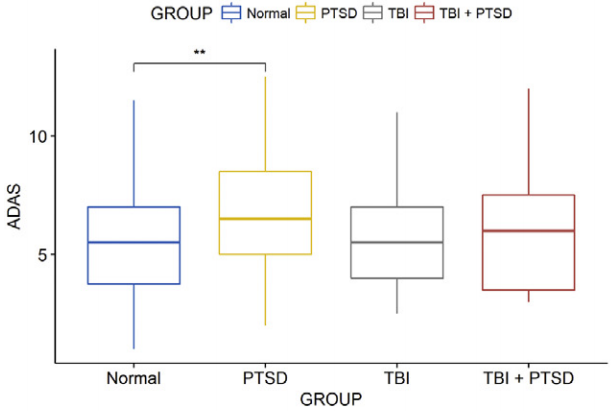 GROUP Normal PTSD TBI TBI + PTSD
**
10
5
ADAS
Normal PTSD TBI TBI + PTSD
GROUP